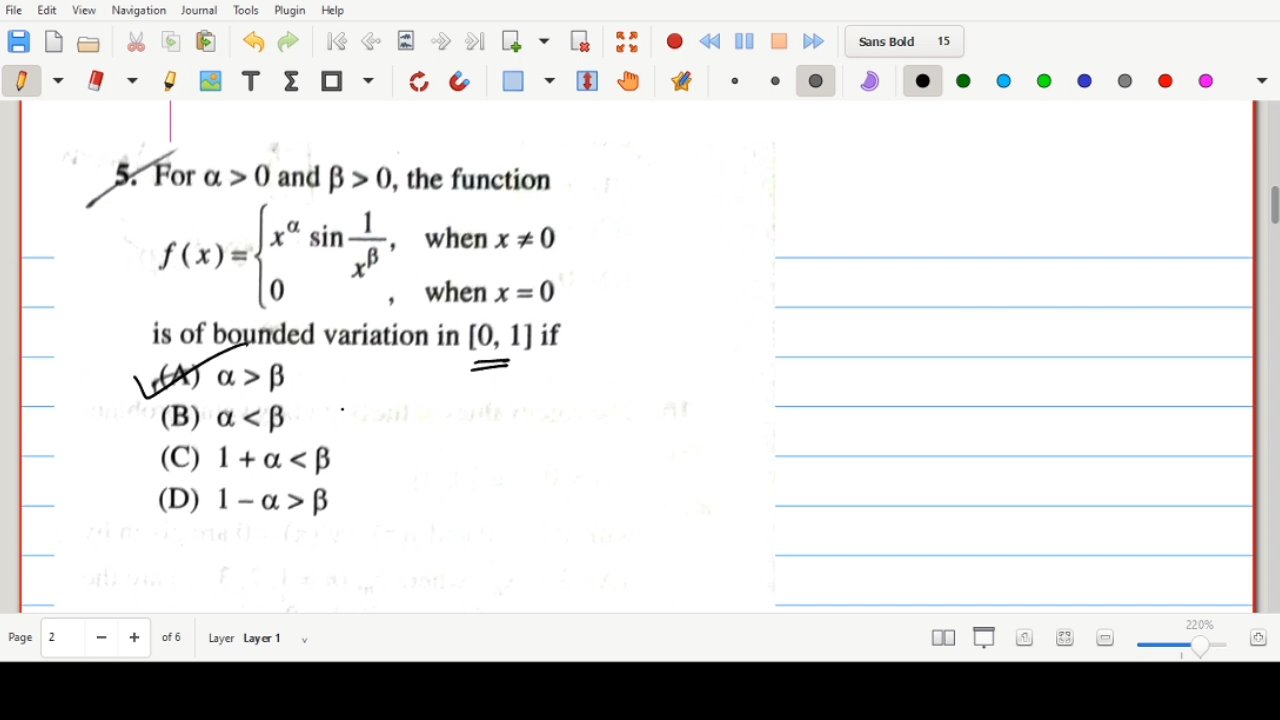 File Edit View Navigation Journal Tools Plugin Help
Sans Bold 15
5. For α > 0 and β > 0, the function
f(x) = { x^α sin 1/x^β, when x ≠ 0
0 , when x = 0
is of bounded variation in [0, 1] if
(A) α > β
(B) α < β
(C) 1 + α < β
(D) 1 – α > β
Page 2 of 6 Layer Layer 1 220%